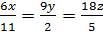 6x/11 = 9y/2 = 18z/5